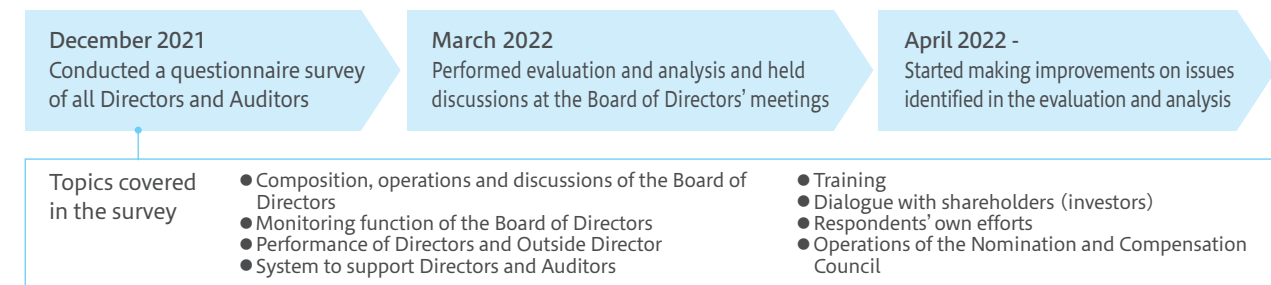 December 2021
Conducted a questionnaire survey
of all Directors and Auditors
March 2022
Performed evaluation and analysis and held
discussions at the Board of Directors' meetings
April 2022 -
Started making improvements on issues
identified in the evaluation and analysis
Topics covered
in the survey
● Composition, operations and discussions of the Board of
Directors
● Monitoring function of the Board of Directors
● Performance of Directors and Outside Director
● System to support Directors and Auditors
● Training
● Dialogue with shareholders (investors)
● Respondents' own efforts
● Operations of the Nomination and Compensation
Council